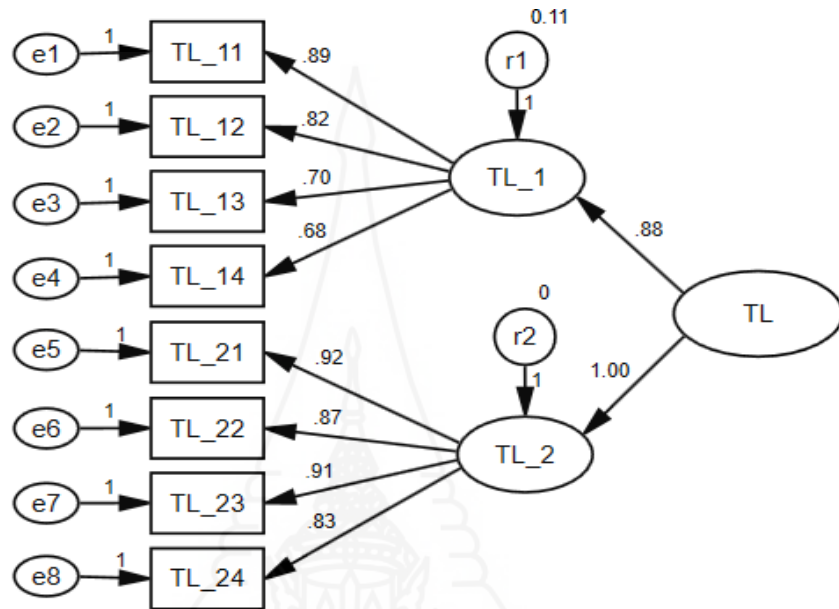 0.11
e1 1 TL_11 .89 r1
e2 1 TL_12 .82 1
e3 1 TL_13 .70 TL_1
e4 1 TL_14 .68 .88
0
e5 1 TL_21 .92 r2 TL
1 1.00
e6 1 TL_22 .87
e7 1 TL_23 .91 TL_2
e8 1 TL_24 .83